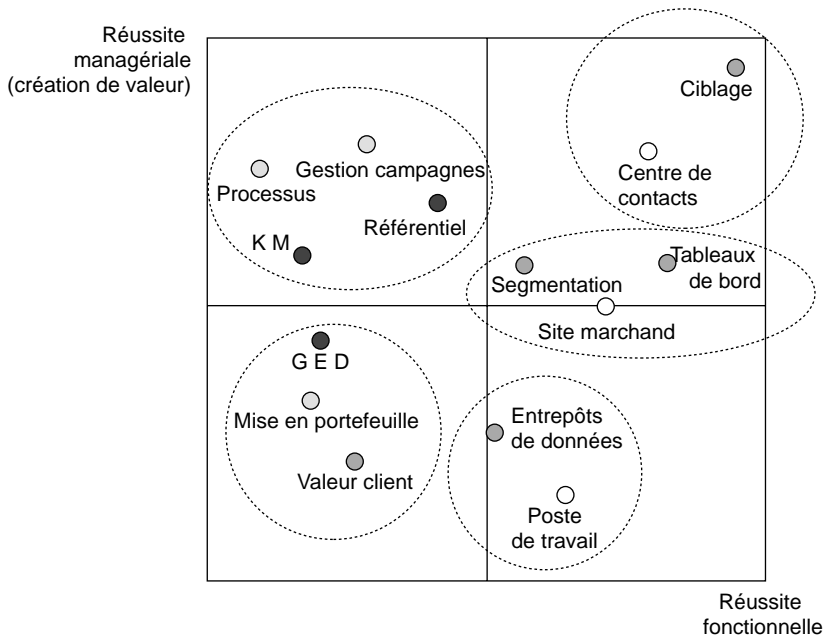 Réussite
managériale
(création de valeur)
Ciblage
Gestion campagnes
Processus
Centre de
contacts
Référentiel
K M
Tableaux
de bord
Segmentation
Site marchand
G E D
Mise en portefeuille
Entrepôts
de données
Valeur client
Poste
de travail
Réussite
fonctionnelle